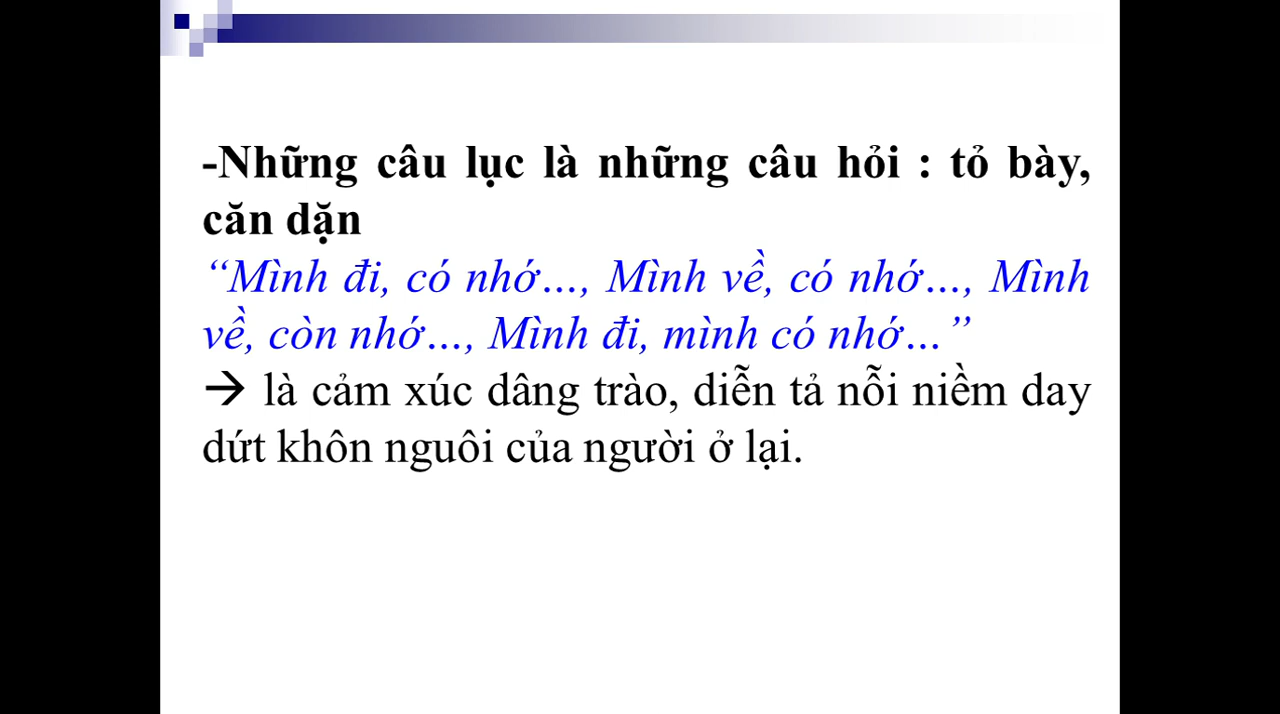 -Những câu lục là những câu hỏi : tỏ bày,
căn dặn
“Mình đi, có nhớ…, Mình về, có nhớ…, Mình
về, còn nhớ…, Mình đi, mình có nhớ…”
→ là cảm xúc dâng trào, diễn tả nỗi niềm day
dứt khôn nguôi của người ở lại.